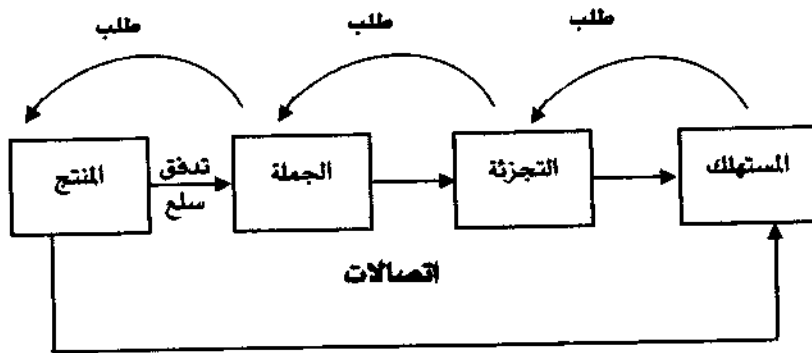 طلب
طلب
طلب
المستهلك
التجزئة
الجملة
تدفق
سلع
المنتج
اتصالات